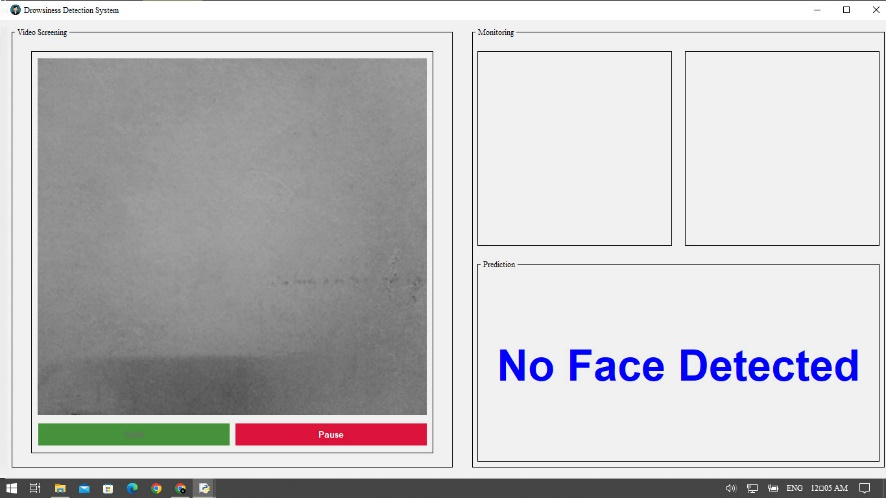 Drowsiness Detection System
Video Screening
Monitoring
Pause
Prediction
No Face Detected
ENG
12□05 AM